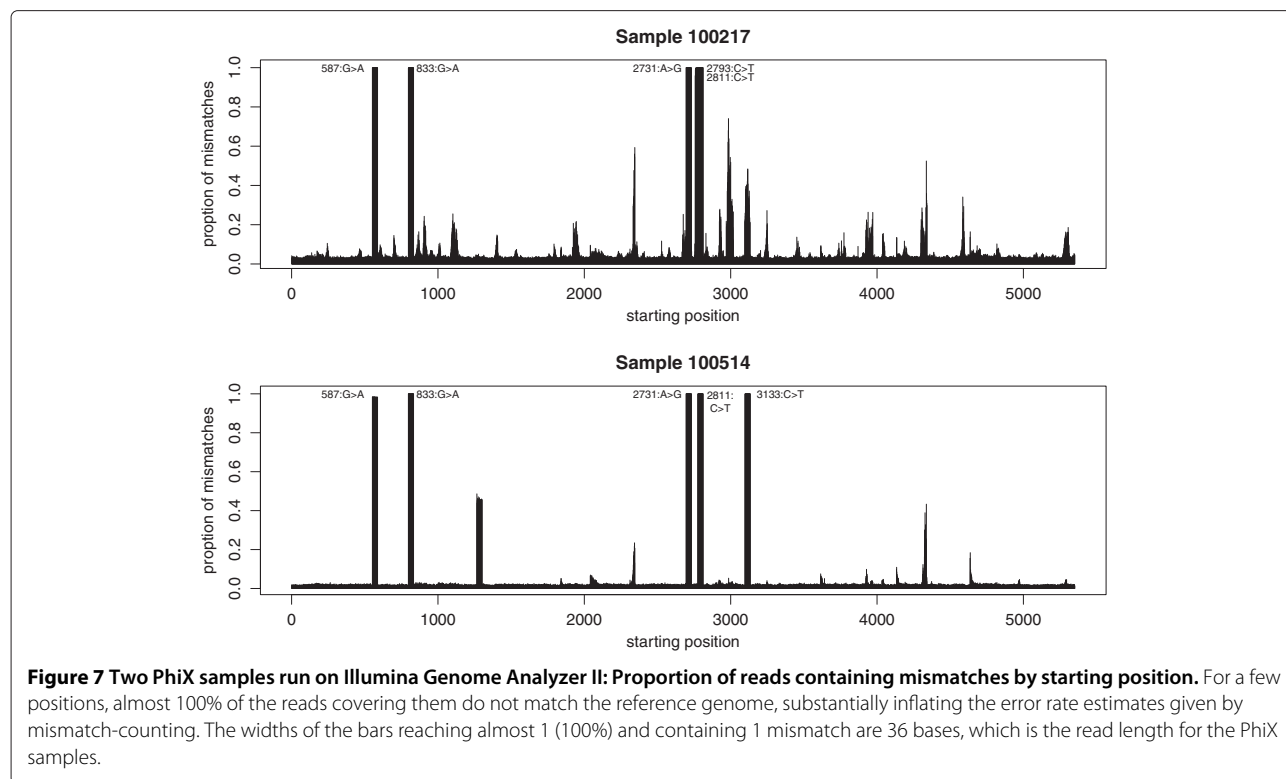 Sample 100217
587:G>A
833:G>A
2731:A>G
2793:C>T
2811:C>T
proption of mismatches
0.0
0.2
0.4
0.6
0.8
1.0
0 1000 2000 3000 4000 5000
starting position
Sample 100514
587:G>A
833:G>A
2731:A>G
2811:
C>T
3133:C>T
proption of mismatches
0.0
0.2
0.4
0.6
0.8
1.0
0 1000 2000 3000 4000 5000
starting position
Figure 7 Two PhiX samples run on Illumina Genome Analyzer II: Proportion of reads containing mismatches by starting position. For a few
positions, almost 100% of the reads covering them do not match the reference genome, substantially inflating the error rate estimates given by
mismatch-counting. The widths of the bars reaching almost 1 (100%) and containing 1 mismatch are 36 bases, which is the read length for the PhiX
samples.